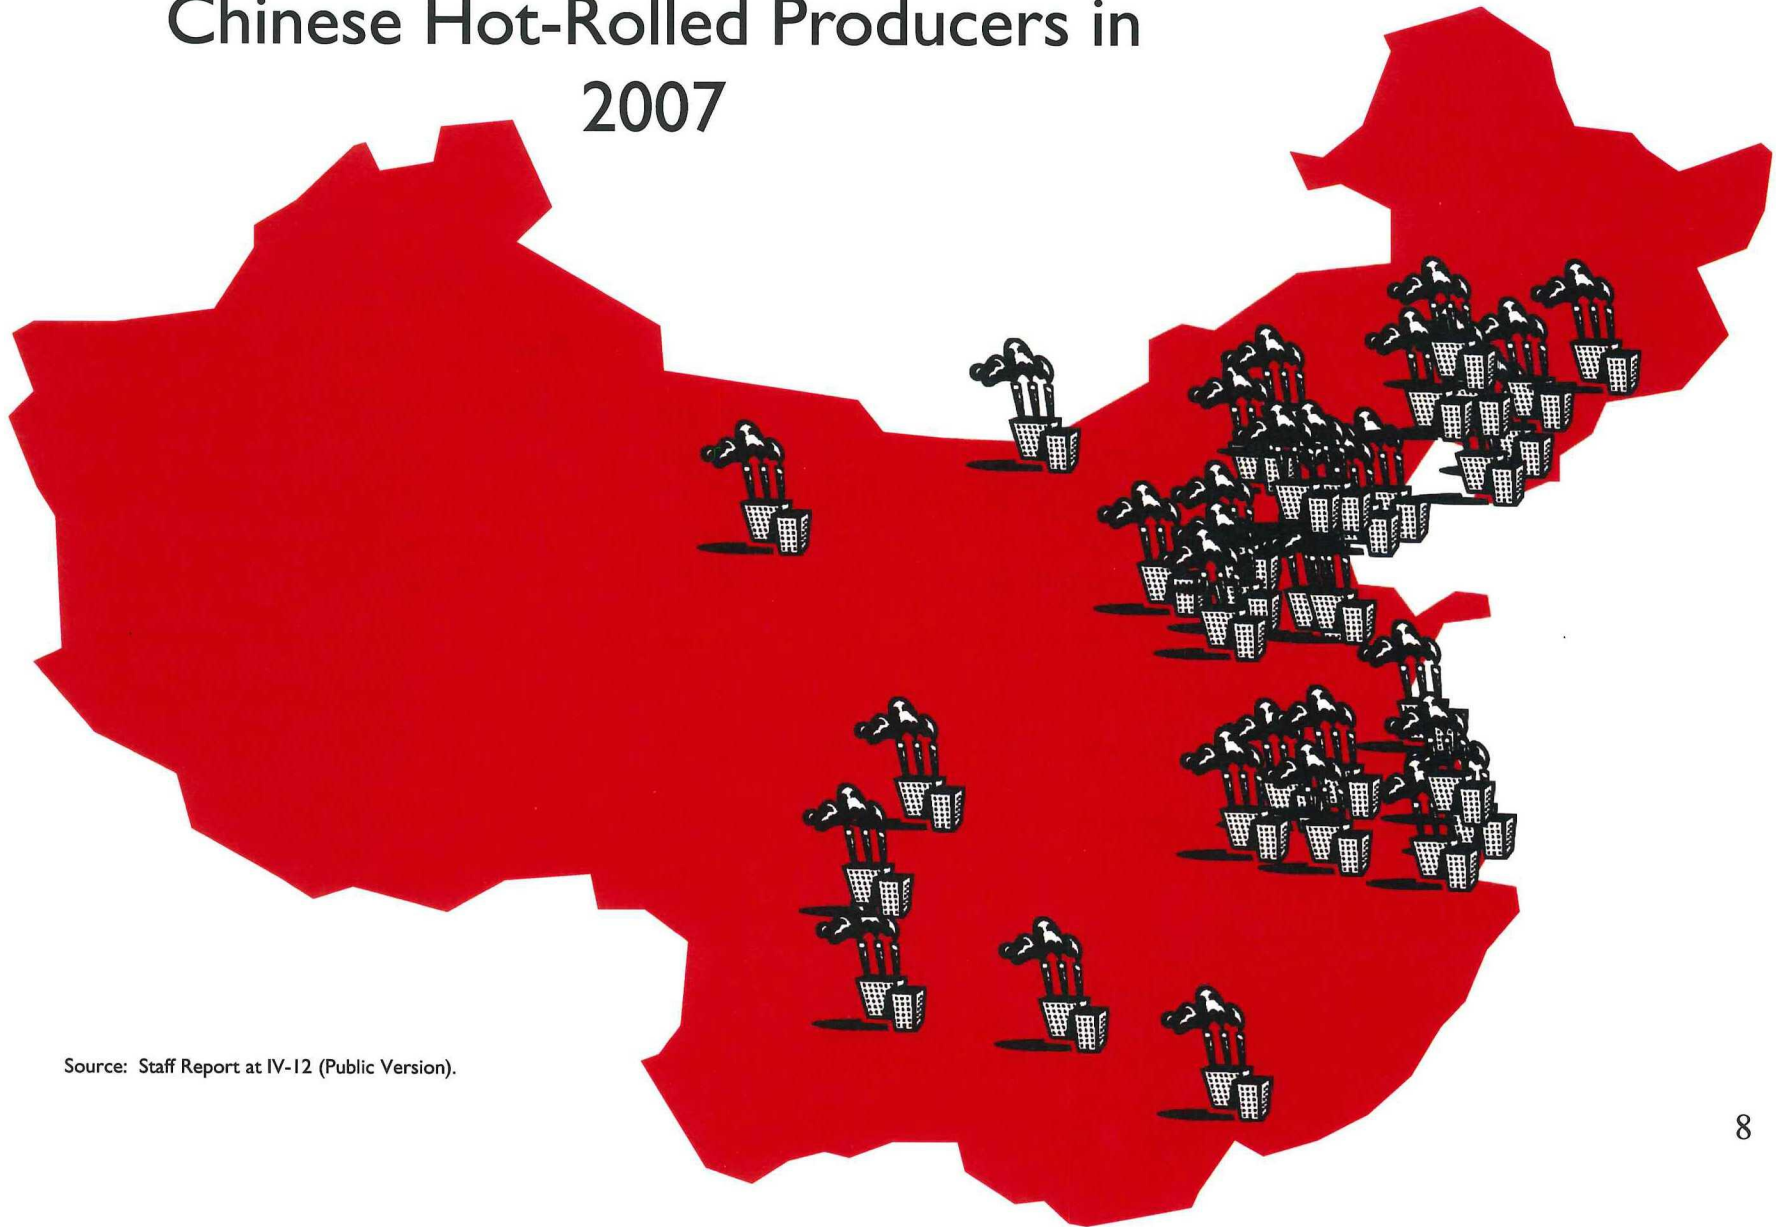 Chinese Hot-Rolled Producers in
2007
Source: Staff Report at IV-12 (Public Version).
8